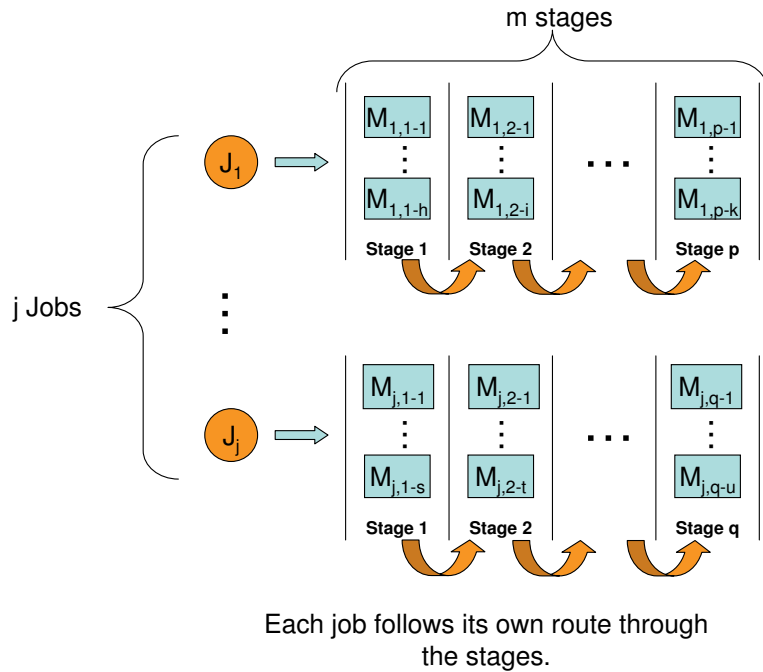 m stages
M1,1-1 M1,2-1 M1,p-1
J1
M1,1-h M1,2-i M1,p-k
Stage 1 Stage 2 Stage p
j Jobs
Mj,1-1 Mj,2-1 Mj,q-1
Jj
Mj,1-s Mj,2-t Mj,q-u
Stage 1 Stage 2 Stage q
Each job follows its own route through
the stages.